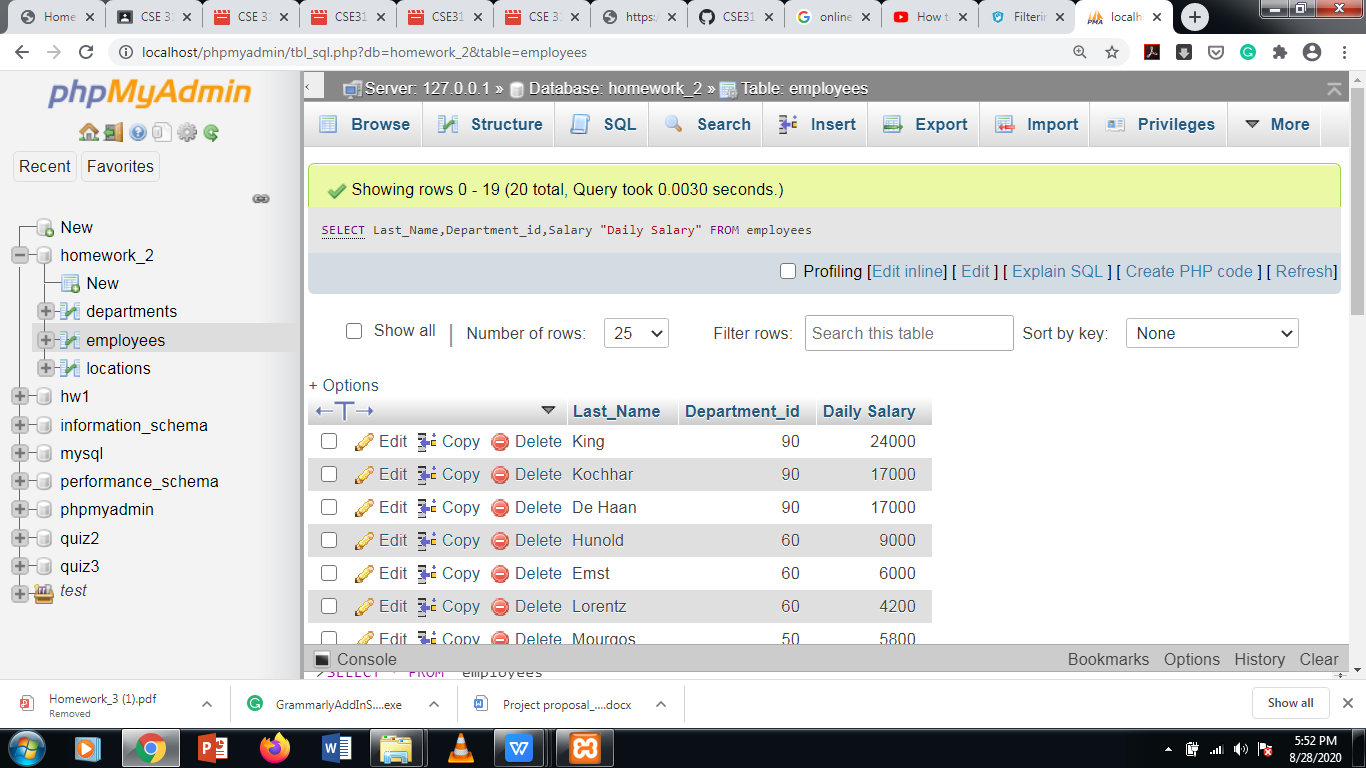 Home CSE 3 CSE 3 CSE31 CSE31 CSE 3 https: CSE31 online How t Filterin localh
localhost/phpmyadmin/tbl_sql.php?db=homework_2&table=employees
phpMyAdmin
Recent Favorites
New
homework_2
New
departments
employees
locations
hw1
information_schema
mysql
performance_schema
phpmyadmin
quiz2
quiz3
test
Server: 127.0.0.1 » Database: homework_2 » Table: employees
Browse Structure SQL Search Insert Export Import Privileges More
Showing rows 0 - 19 (20 total, Query took 0.0030 seconds.)
SELECT Last_Name,Department_id,Salary "Daily Salary" FROM employees
Profiling [Edit inline] [ Edit ] [ Explain SQL ] [ Create PHP code ] [ Refresh]
Show all | Number of rows: 25 Filter rows: Search this table Sort by key: None
+ Options
←T→ Last_Name Department_id Daily Salary
Edit Copy Delete King 90 24000
Edit Copy Delete Kochhar 90 17000
Edit Copy Delete De Haan 90 17000
Edit Copy Delete Hunold 60 9000
Edit Copy Delete Emst 60 6000
Edit Copy Delete Lorentz 60 4200
Edit Copy Delete Mourgos 50 5800
Console Bookmarks Options History Clear
>SELECT * FROM employees
Homework_3 (1).pdf
Removed
GrammarlyAddInS....exe
Project proposal_....docx
Show all
5:52 PM
8/28/2020